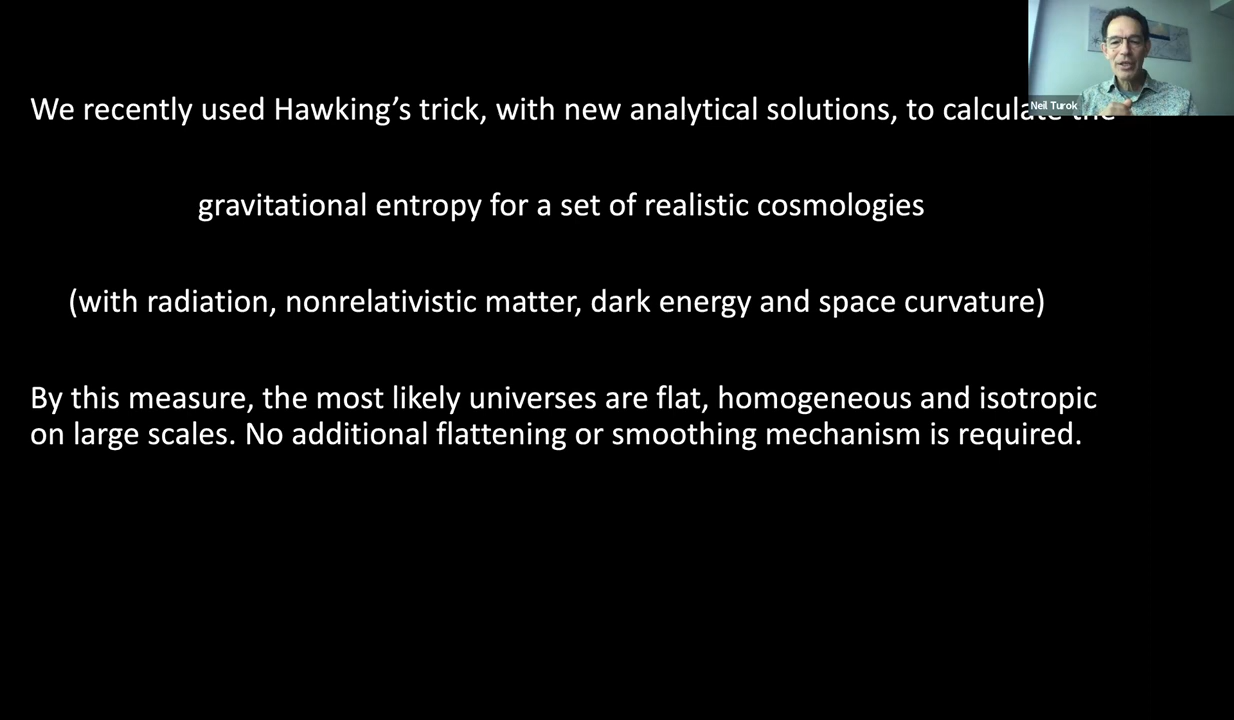 We recently used Hawking's trick, with new analytical solutions, to calculate the
Neil Turok
gravitational entropy for a set of realistic cosmologies
(with radiation, nonrelativistic matter, dark energy and space curvature)
By this measure, the most likely universes are flat, homogeneous and isotropic
on large scales. No additional flattening or smoothing mechanism is required.